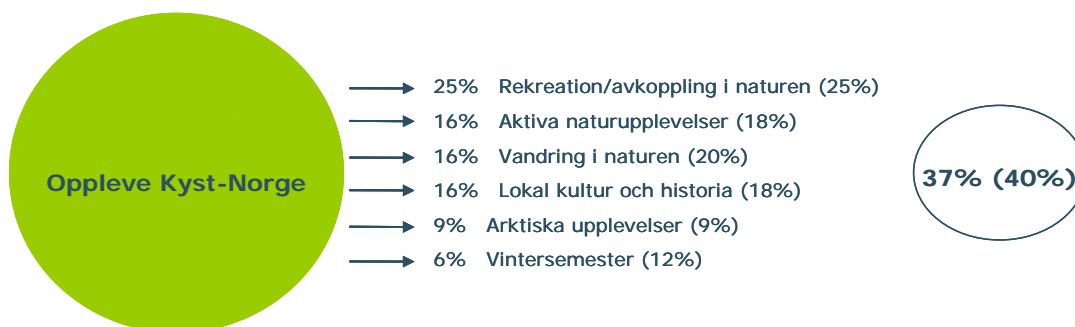 Oppleve Kyst-Norge
25% Rekreation/avkoppling i naturen (25%)
16% Aktiva naturupplevelser (18%)
16% Vandring i naturen (20%)
16% Lokal kultur och historia (18%)
9% Arktiska upplevelser (9%)
6% Vintersemester (12%)
37% (40%)